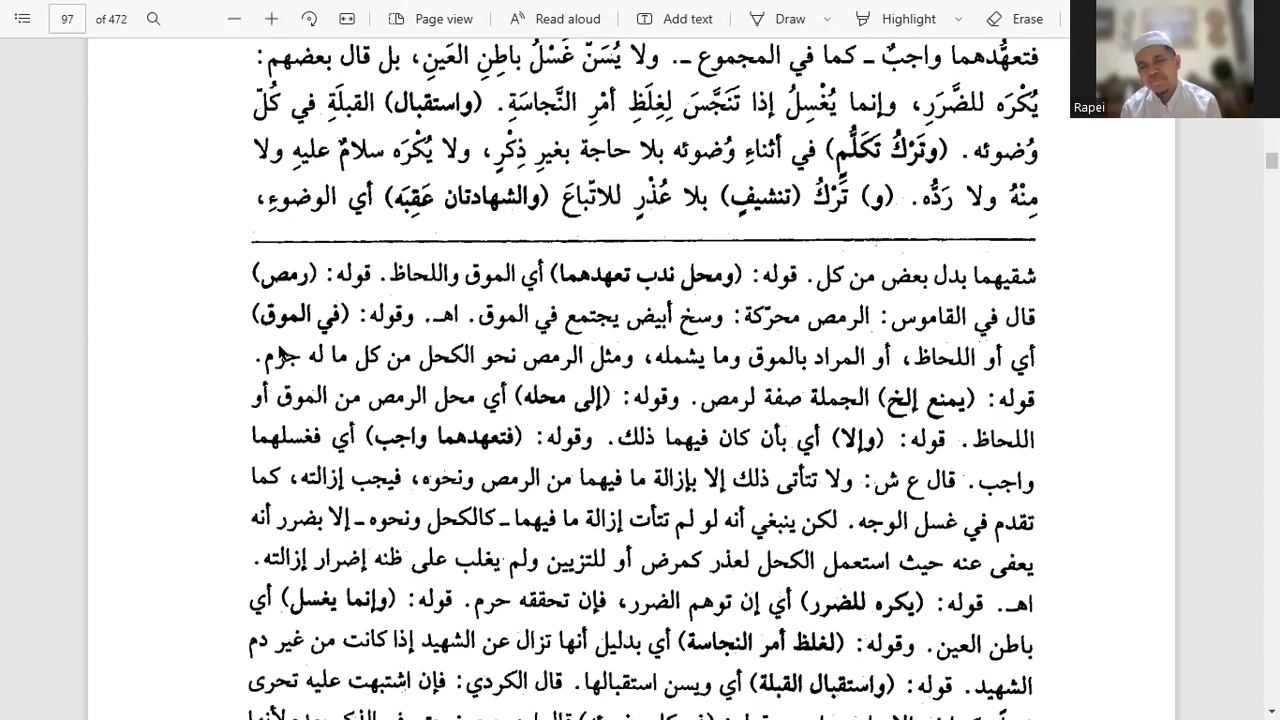 97 of 472 Page view Read aloud Add text Draw Highlight Erase
Rapei
فتعهُّدهما واجبٌ ـ كما في المجموع ـ. ولا يُسَنّ غَسْلُ باطِنِ العَينِ، بل قال بعضهم:
يُكْرَه للضَّرَرِ، وإنما يُغْسِلُ إذا تَنَجَّسَ لِغِلَظِ أمْرِ النَّجاسَةِ. (واستقبال) القبلَةِ في كُلّ
وُضوئه. (وتَرْكُ تَكَلُّمٍ) في أثناءِ وُضوئه بلا حاجة بغيرِ ذِكْرٍ، ولا يُكْرَه سلامٌ عليهِ ولا
مِنْهُ ولا رَدُّه. (و) تَرْكُ (تنشيفٍ) بلا عُذْرٍ للاتّباعَ (والشهادتان عَقِبَه) أي الوضوءِ،
شقيهما بدل بعض من كل. قوله: (ومحل ندب تعهدهما) أي الموق واللحاظ. قوله: (رمص)
قال في القاموس: الرمص محرّكة: وسخ أبيض يجتمع في الموق. اهـ. وقوله: (في الموق)
أي أو اللحاظ، أو المراد بالموق وما يشمله، ومثل الرمص نحو الكحل من كل ما له جرم.
قوله: (يمنع إلخ) الجملة صفة لرمص. وقوله: (إلى محله) أي محل الرمص من الموق أو
اللحاظ. قوله: (وإلا) أي بأن كان فيهما ذلك. وقوله: (فتعهدهما واجب) أي فغسلهما
واجب. قال ع ش: ولا تتأتى ذلك إلا بإزالة ما فيهما من الرمص ونحوه، فيجب إزالته، كما
تقدم في غسل الوجه. لكن ينبغي أنه لو لم تتأت إزالة ما فيهما ـ كالكحل ونحوه ـ إلا بضرر أنه
يعفى عنه حيث استعمل الكحل لعذر كمرض أو للتزيين ولم يغلب على ظنه إضرار إزالته.
اهـ. قوله: (يكره للضرر) أي إن توهم الضرر، فإن تحققه حرم. قوله: (وإنما يغسل) أي
باطن العين. وقوله: (لغلظ أمر النجاسة) أي بدليل أنها تزال عن الشهيد إذا كانت من غير دم
الشهيد. قوله: (واستقبال القبلة) أي ويسن استقبالها. قال الكردي: فإن اشتبهت عليه تحرى